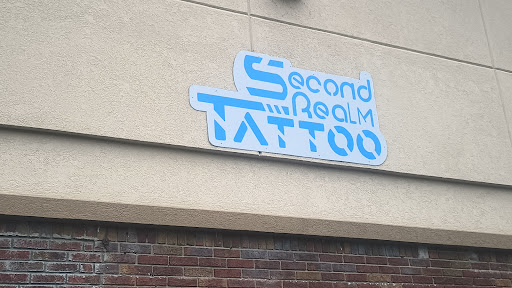 Second
Realm
Tattoo